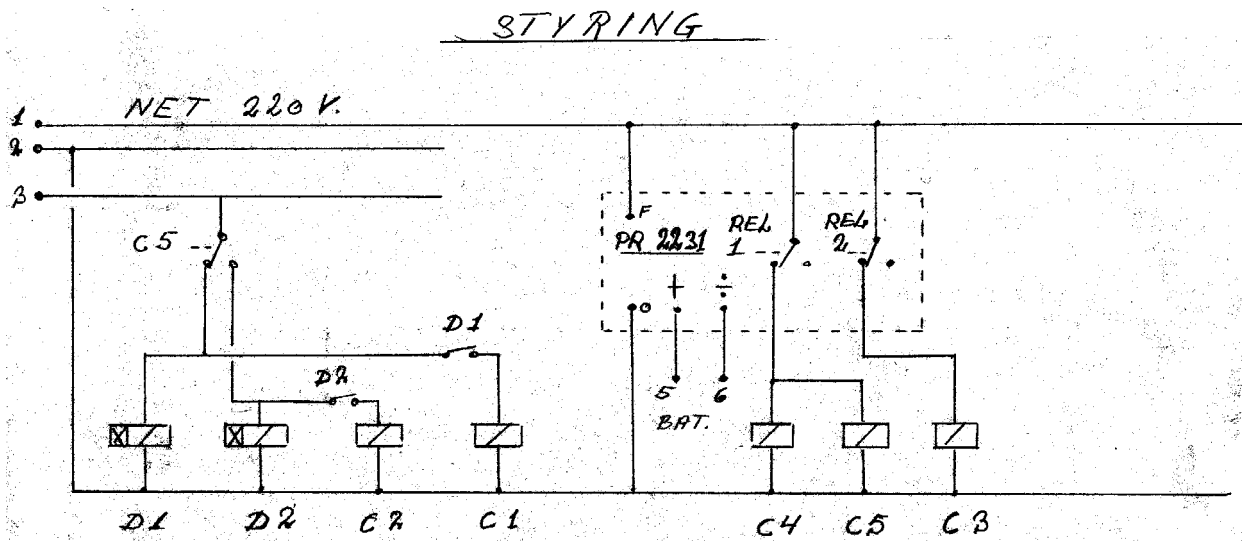 STYRING
NET 220 V.
1
2
3
C5
F
PR 2231
REL 1
REL 2
+ ÷
O
D1
D2
5 6
BAT.
D1 D2 C2 C1 C4 C5 C3